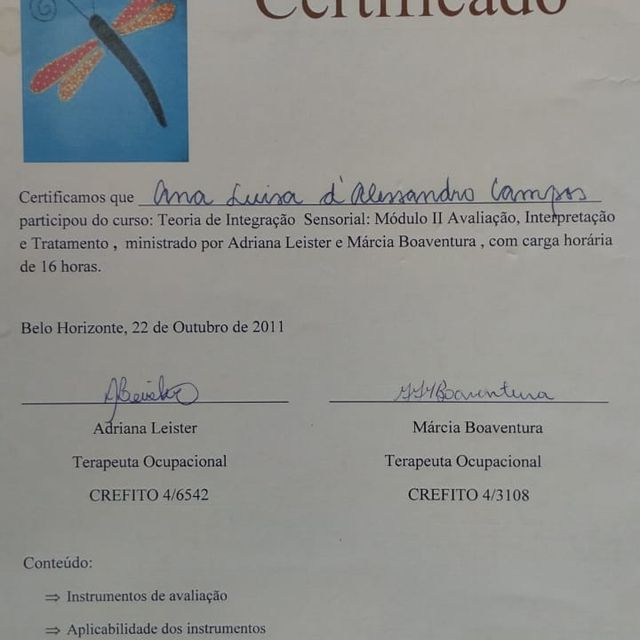 Certificado
Certificamos que Ana Luisa d'Alessandro Campos
participou do curso: Teoria de Integração Sensorial: Módulo II Avaliação, Interpretação
e Tratamento , ministrado por Adriana Leister e Márcia Boaventura , com carga horária
de 16 horas.
Belo Horizonte, 22 de Outubro de 2011
Adriana Leister
Terapeuta Ocupacional
CREFITO 4/6542
Márcia Boaventura
Terapeuta Ocupacional
CREFITO 4/3108
Conteúdo:
⇒ Instrumentos de avaliação
⇒ Aplicabilidade dos instrumentos